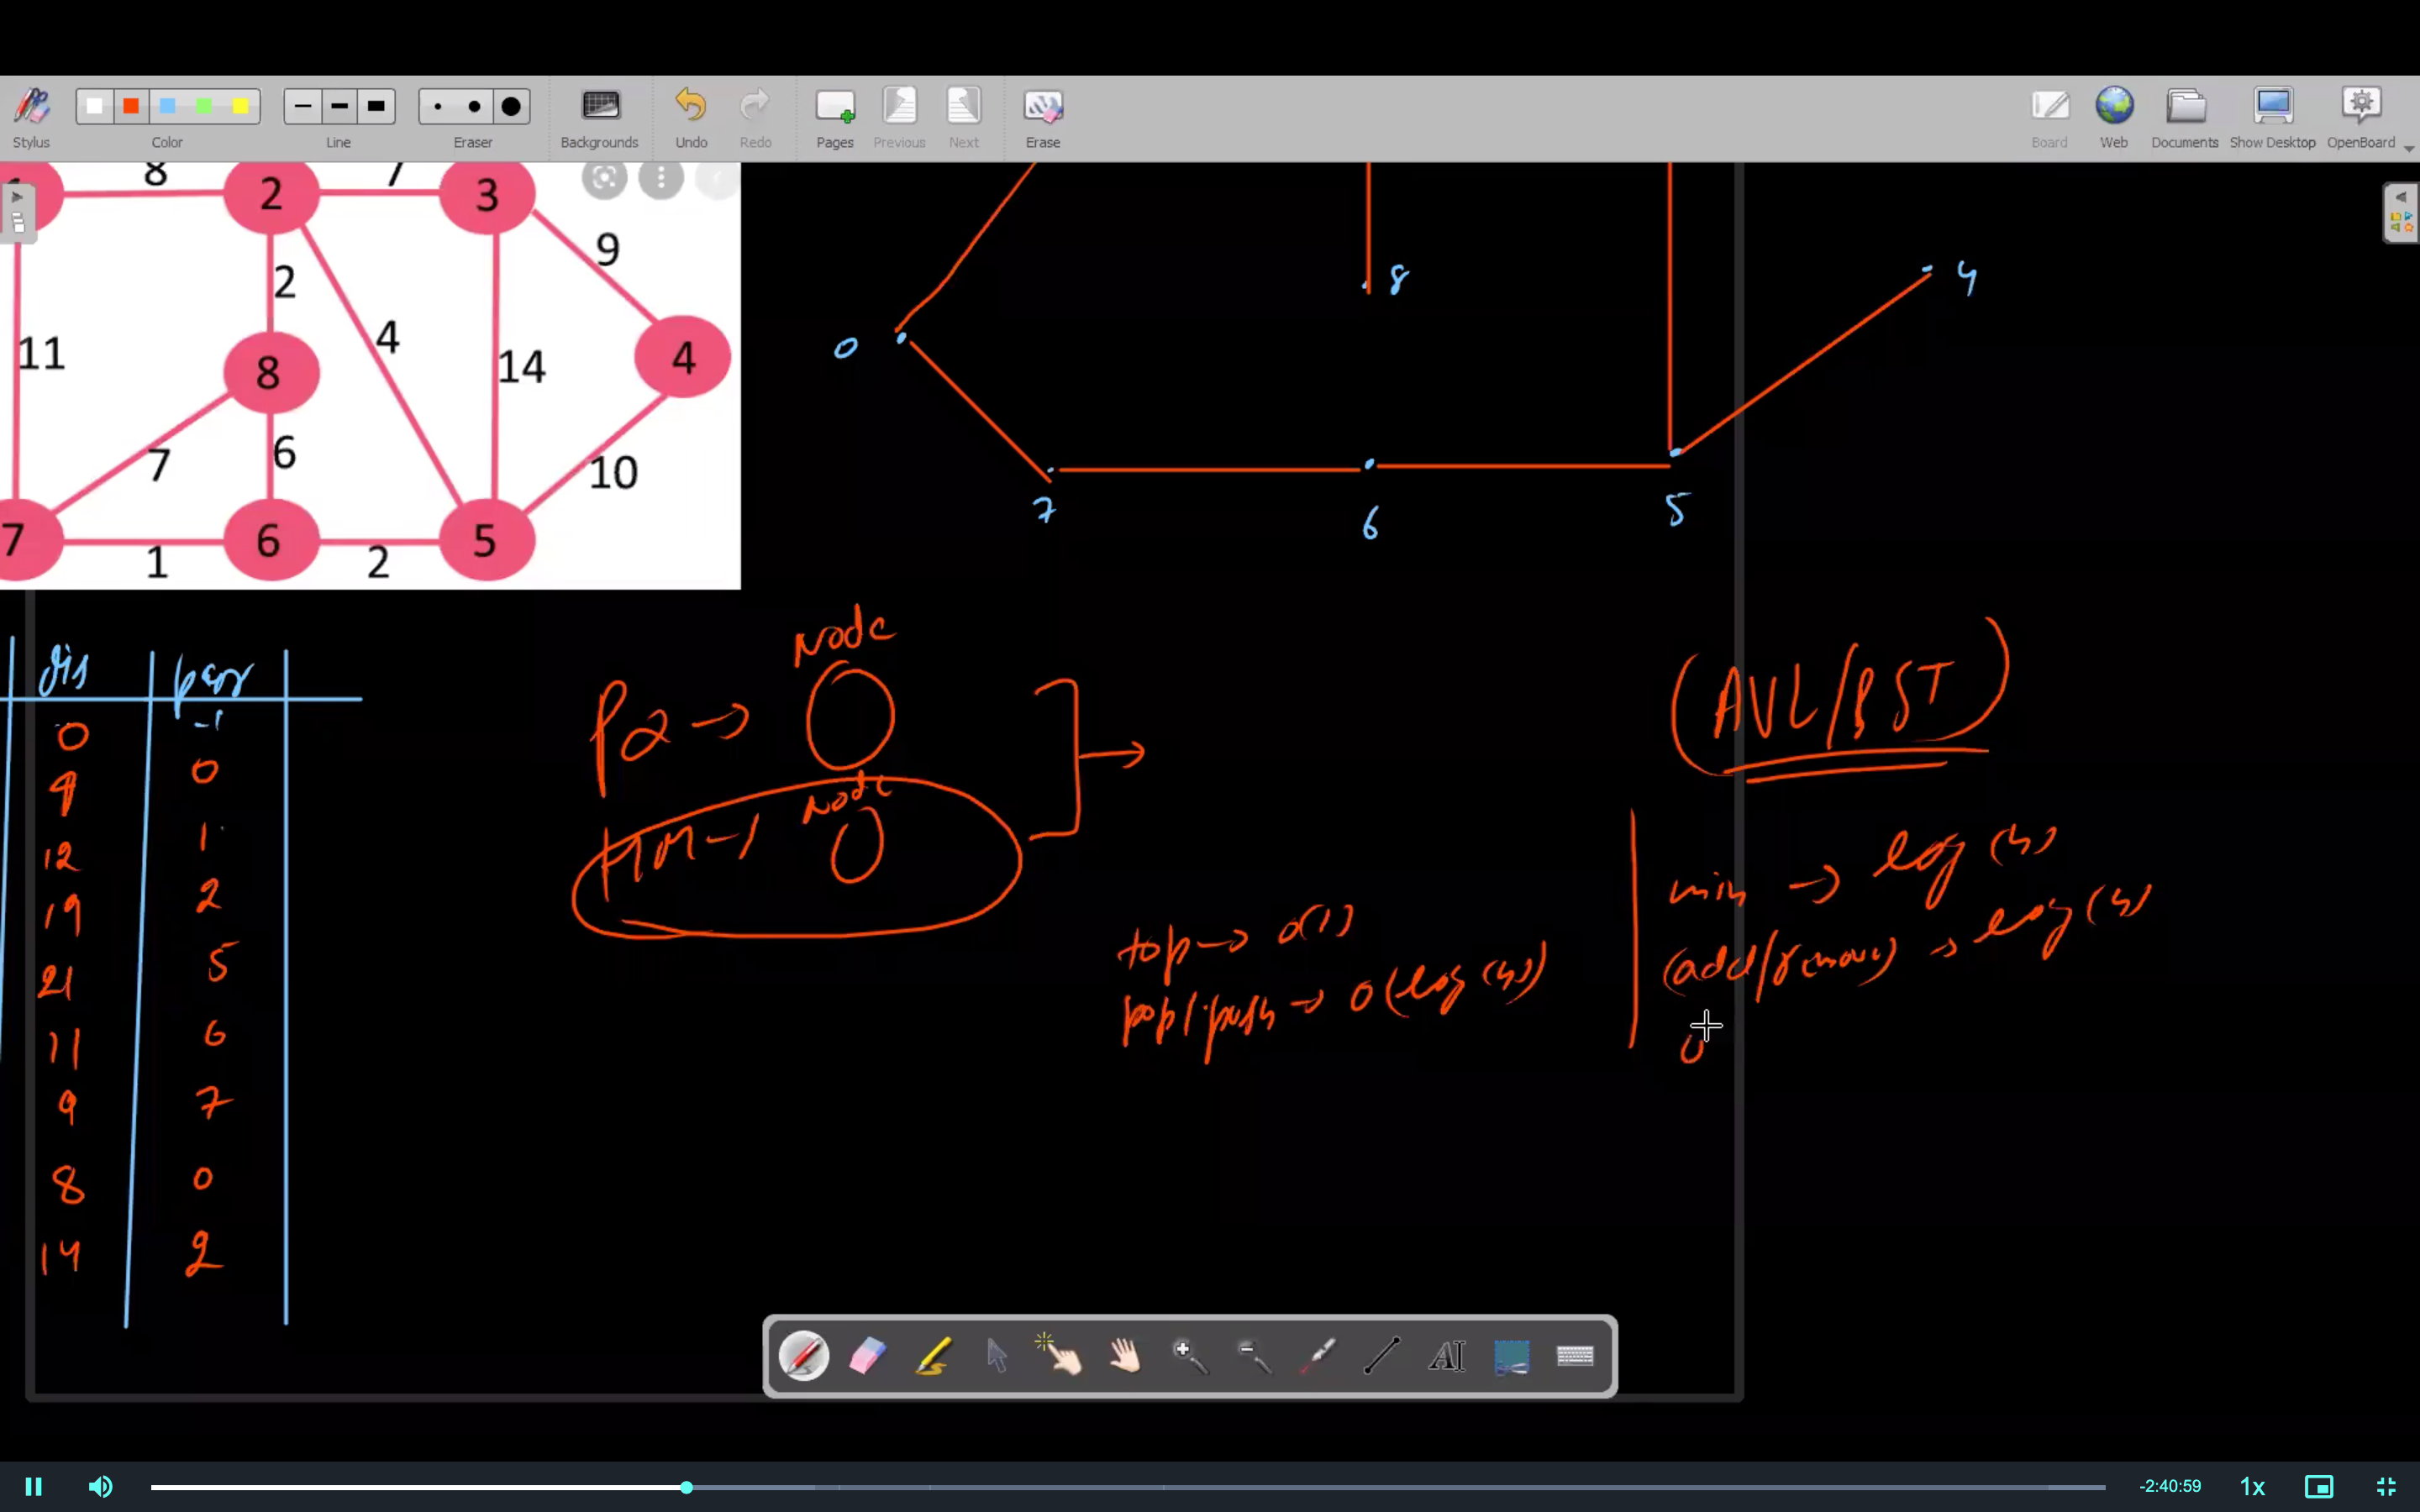 Stylus
Color
Line
Eraser
Backgrounds
Undo
Redo
Pages
Previous
Next
Erase
Board
Web
Documents
Show Desktop
OpenBoard
8
7
2
3
2
9
11
4
8
14
4
7
6
10
7
6
5
1
2
8
4
0
7
6
5
dis
par
0 -1
4 0
12 1
19 2
21 5
11 6
9 7
8 0
14 2
Node
PQ →
Node
HM -1
top → O(1)
pop/push → O(log(n))
(AVL/BST)
min → log(n)
(add/remove) → log(n)
AI
-2:40:59
1x